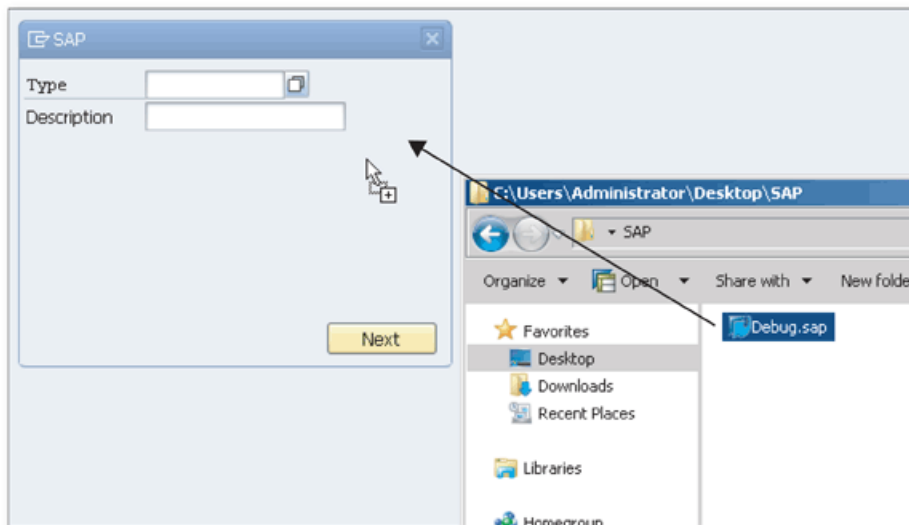 SAP
Type
Description
Next
C:\Users\Administrator\Desktop\SAP
SAP
Organize Open Share with New folde
Favorites
Desktop
Downloads
Recent Places
Libraries
Homegroup
Debug.sap